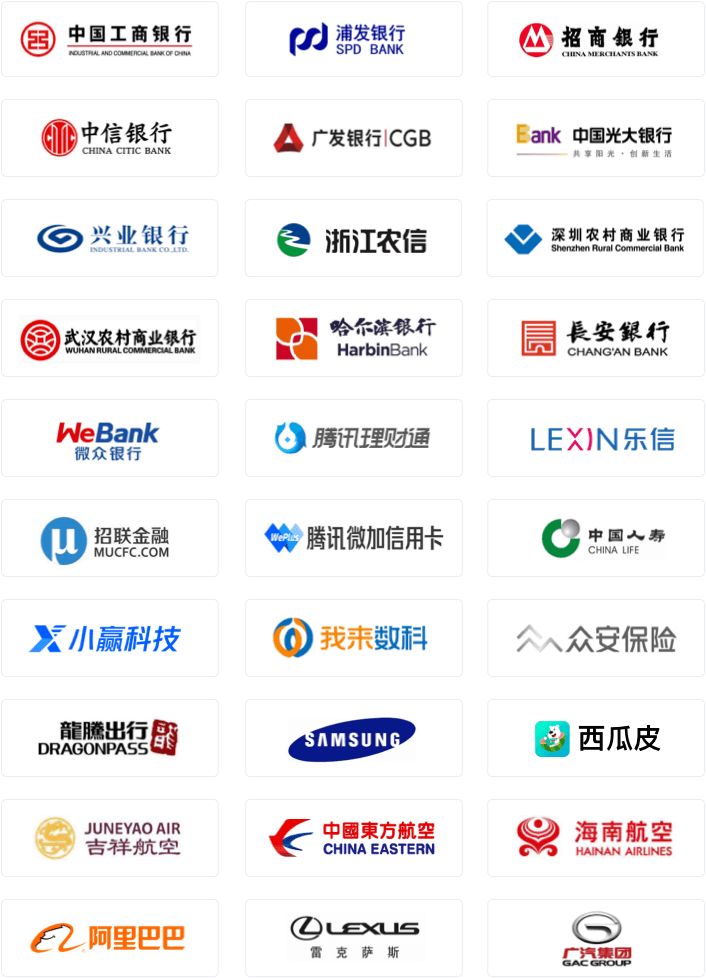 中国工商银行
INDUSTRIAL AND COMMERCIAL BANK OF CHINA
浦发银行
SPD BANK
招商银行
CHINA MERCHANTS BANK
中信银行
CHINA CITIC BANK
广发银行|CGB
Bank 中国光大银行
共享阳光·创新生活
兴业银行
INDUSTRIAL BANK CO.,LTD.
浙江农信
深圳农村商业银行
Shenzhen Rural Commercial Bank
武汉农村商业银行
WUHAN RURAL COMMERCIAL BANK
哈尔滨银行
HarbinBank
長安銀行
CHANG'AN BANK
WeBank
微众银行
腾讯理财通
LEXIN乐信
μ 招联金融
MUCFC.COM
WePlus 腾讯微加信用卡
中国人寿
CHINA LIFE
小赢科技
我来数科
众安保险
龍騰出行
DRAGONPASS
SAMSUNG
西瓜皮
JUNEYAO AIR
吉祥航空
中國東方航空
CHINA EASTERN
海南航空
HAINAN AIRLINES
阿里巴巴
LEXUS
雷克萨斯
广汽集团
GAC GROUP